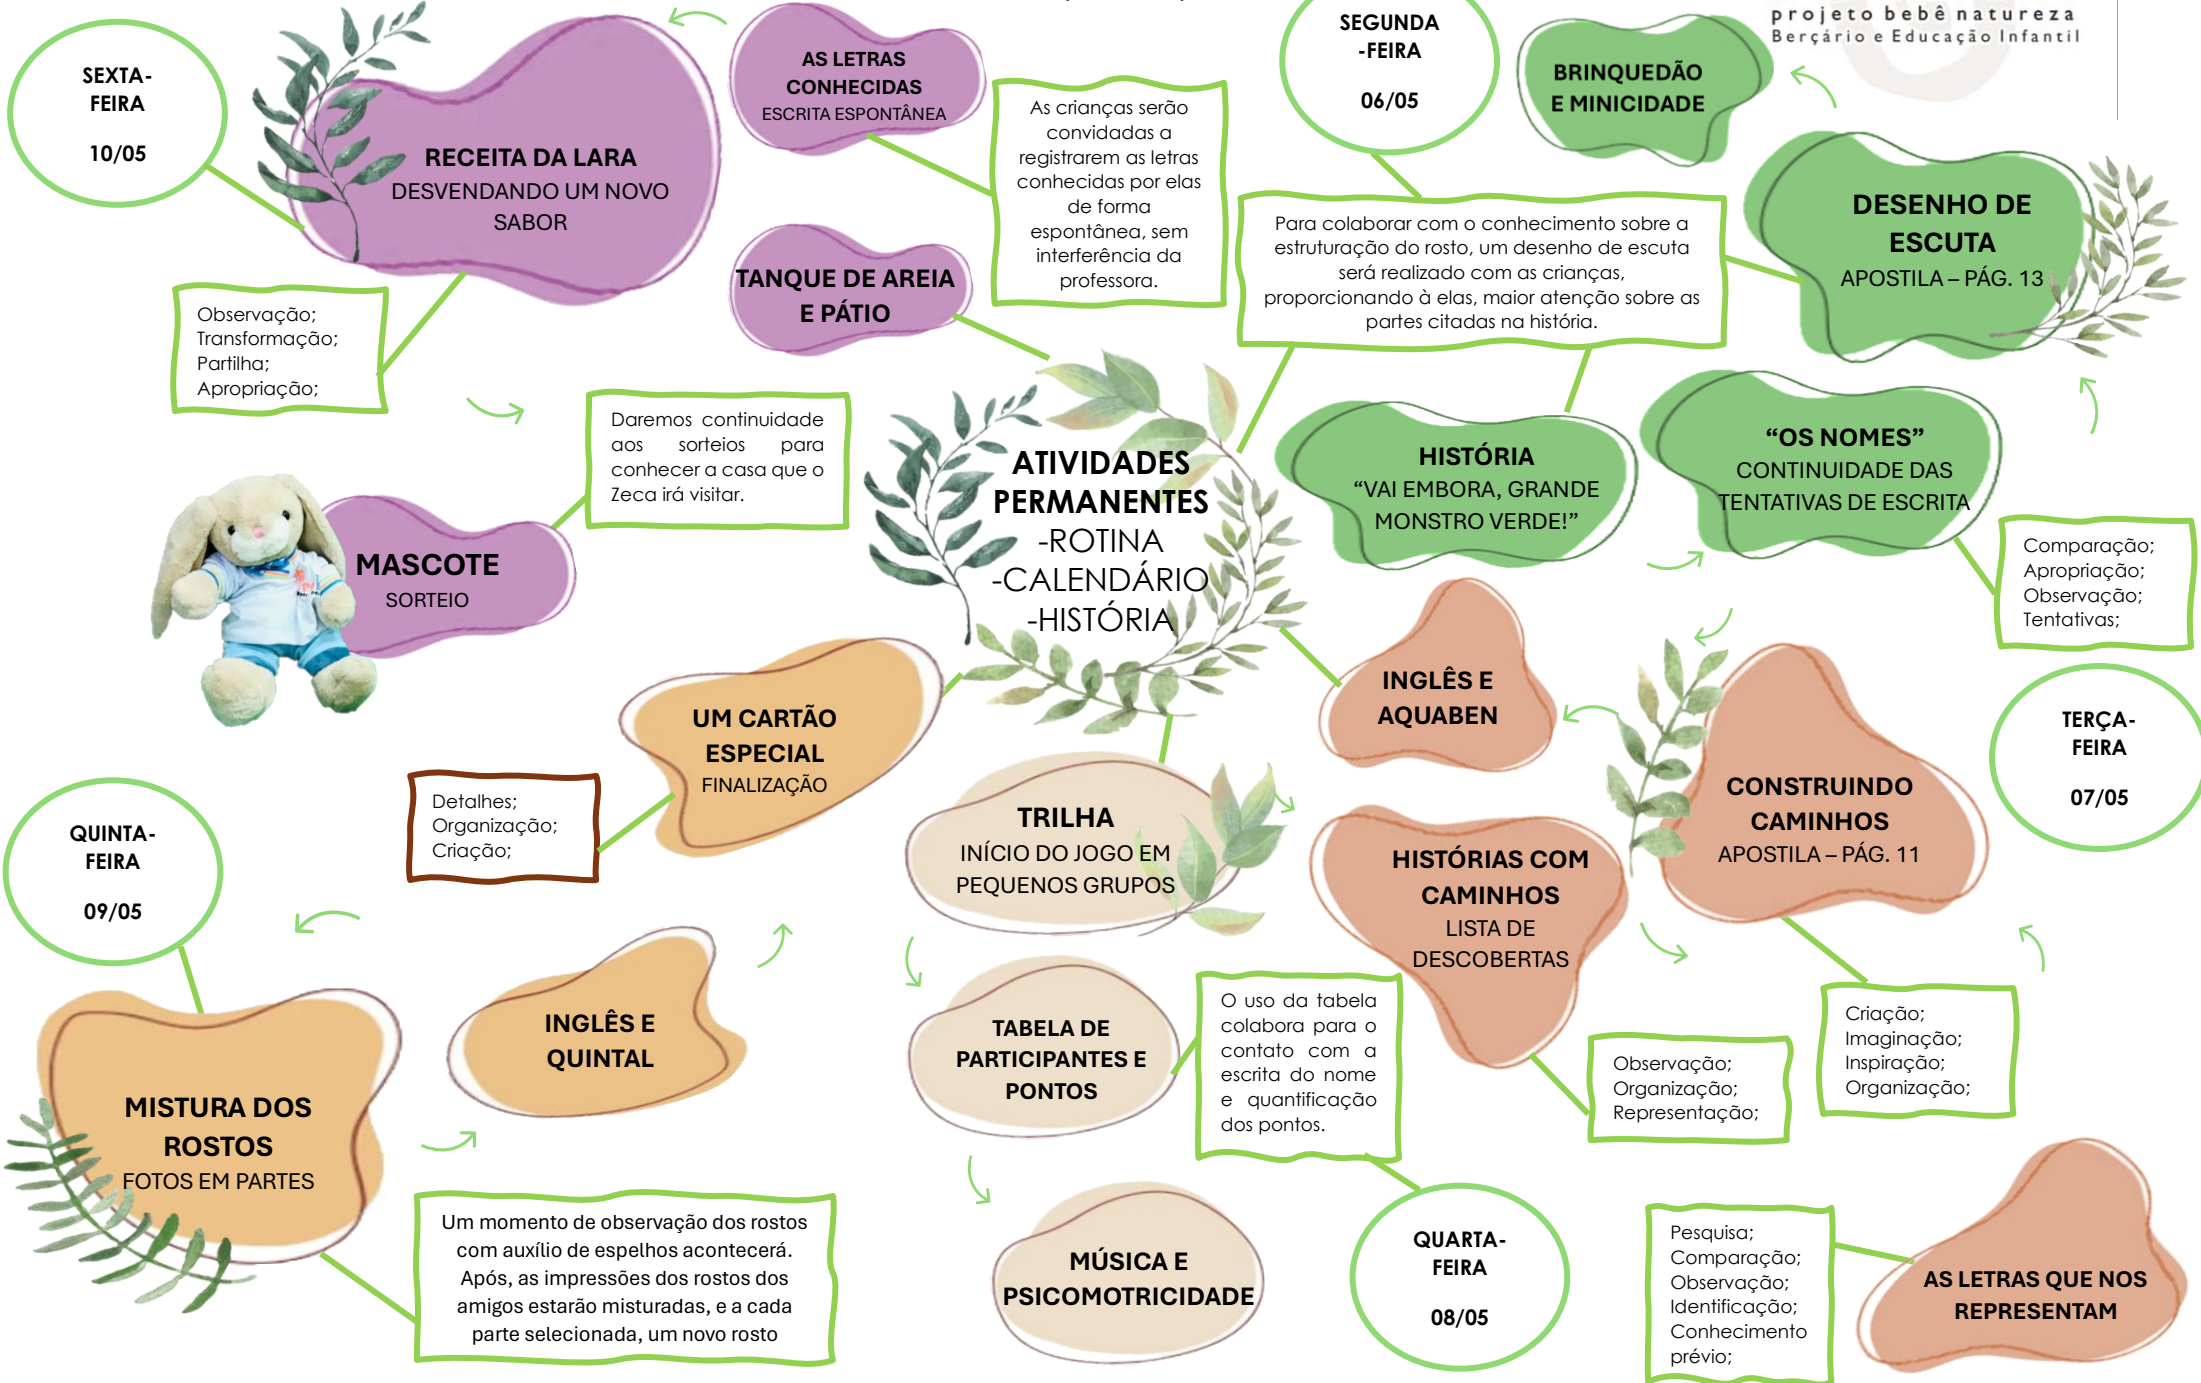 projeto bebê natureza
Berçário e Educação Infantil
SEGUNDA
-FEIRA
06/05
Para colaborar com o conhecimento sobre a
estruturação do rosto, um desenho de escuta
será realizado com as crianças,
proporcionando à elas, maior atenção sobre as
partes citadas na história.
HISTÓRIA
“VAI EMBORA, GRANDE
MONSTRO VERDE!”
“OS NOMES”
CONTINUIDADE DAS
TENTATIVAS DE ESCRITA
Comparação;
Apropriação;
Observação;
Tentativas;
DESENHO DE
ESCUTA
APOSTILA – PÁG. 13
BRINQUEDÃO
E MINICIDADE
TERÇA-
FEIRA
07/05
AS LETRAS QUE NOS
REPRESENTAM
Pesquisa;
Comparação;
Observação;
Identificação;
Conhecimento
prévio;
CONSTRUINDO
CAMINHOS
APOSTILA – PÁG. 11
Criação;
Imaginação;
Inspiração;
Organização;
HISTÓRIAS COM
CAMINHOS
LISTA DE
DESCOBERTAS
Observação;
Organização;
Representação;
INGLÊS E
AQUABEN
QUARTA-
FEIRA
08/05
TRILHA
INÍCIO DO JOGO EM
PEQUENOS GRUPOS
TABELA DE
PARTICIPANTES E
PONTOS
O uso da tabela
colabora para o
contato com a
escrita do nome
e quantificação
dos pontos.
MÚSICA E
PSICOMOTRICIDADE
QUINTA-
FEIRA
09/05
MISTURA DOS
ROSTOS
FOTOS EM PARTES
Um momento de observação dos rostos
com auxílio de espelhos acontecerá.
Após, as impressões dos rostos dos
amigos estarão misturadas, e a cada
parte selecionada, um novo rosto
INGLÊS E
QUINTAL
UM CARTÃO
ESPECIAL
FINALIZAÇÃO
Detalhes;
Organização;
Criação;
SEXTA-
FEIRA
10/05
RECEITA DA LARA
DESVENDANDO UM NOVO
SABOR
Observação;
Transformação;
Partilha;
Apropriação;
AS LETRAS
CONHECIDAS
ESCRITA ESPONTÂNEA
As crianças serão
convidadas a
registrarem as letras
conhecidas por elas
de forma
espontânea, sem
interferência da
professora.
TANQUE DE AREIA
E PÁTIO
MASCOTE
SORTEIO
Daremos continuidade
aos sorteios para
conhecer a casa que o
Zeca irá visitar.
ATIVIDADES
PERMANENTES
-ROTINA
-CALENDÁRIO
-HISTÓRIA